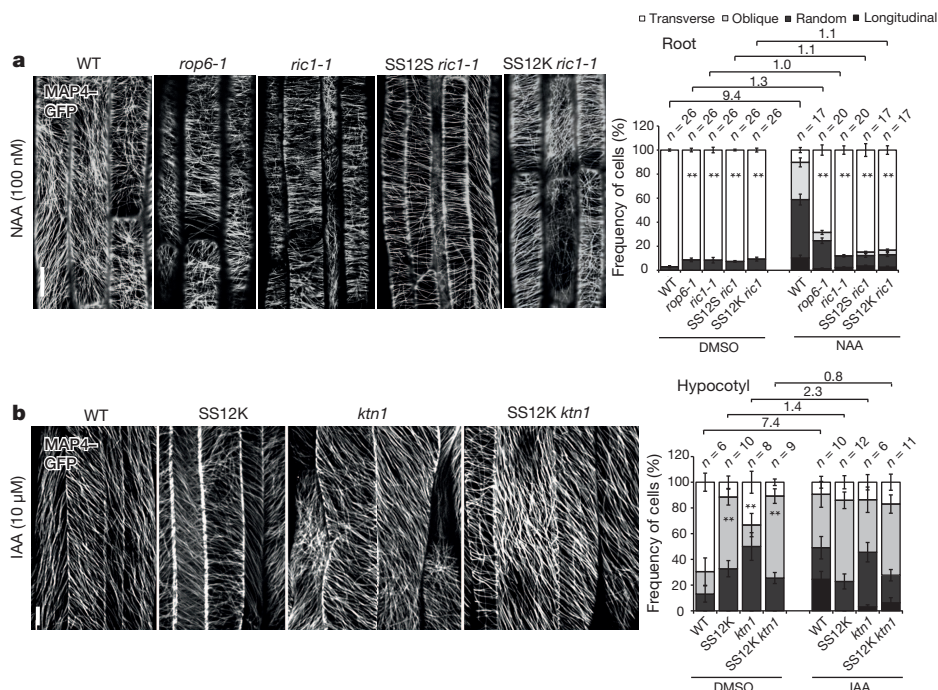 Transverse Oblique Random Longitudinal
a
WT rop6-1 ric1-1 SS12S ric1-1 SS12K ric1-1
MAP4–
GFP
NAA (100 nM)
Root
1.1
1.1
1.0
1.3
9.4
n = 26 n = 26 n = 26 n = 26 n = 26 n = 17 n = 20 n = 20 n = 17 n = 17
Frequency of cells (%)
120
100
80
60
40
20
0
** ** ** ** ** ** ** **
WT rop6-1 ric1-1 SS12S ric1 SS12K ric1 WT rop6-1 ric1-1 SS12S ric1 SS12K ric1
DMSO NAA
b
WT SS12K ktn1 SS12K ktn1
MAP4–
GFP
IAA (10 μM)
Hypocotyl
0.8
2.3
1.4
7.4
n = 6 n = 10 n = 8 n = 9 n = 10 n = 12 n = 6 n = 11
Frequency of cells (%)
120
100
80
60
40
20
0
** ** **
WT SS12K ktn1 SS12K ktn1 WT SS12K ktn1 SS12K ktn1
DMSO IAA